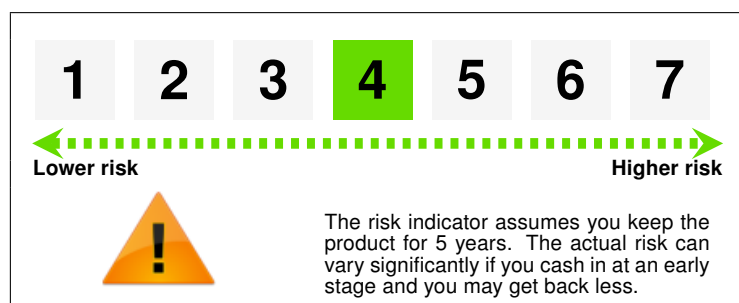 1 2 3 4 5 6 7
Lower risk Higher risk
The risk indicator assumes you keep the
product for 5 years. The actual risk can
vary significantly if you cash in at an early
stage and you may get back less.